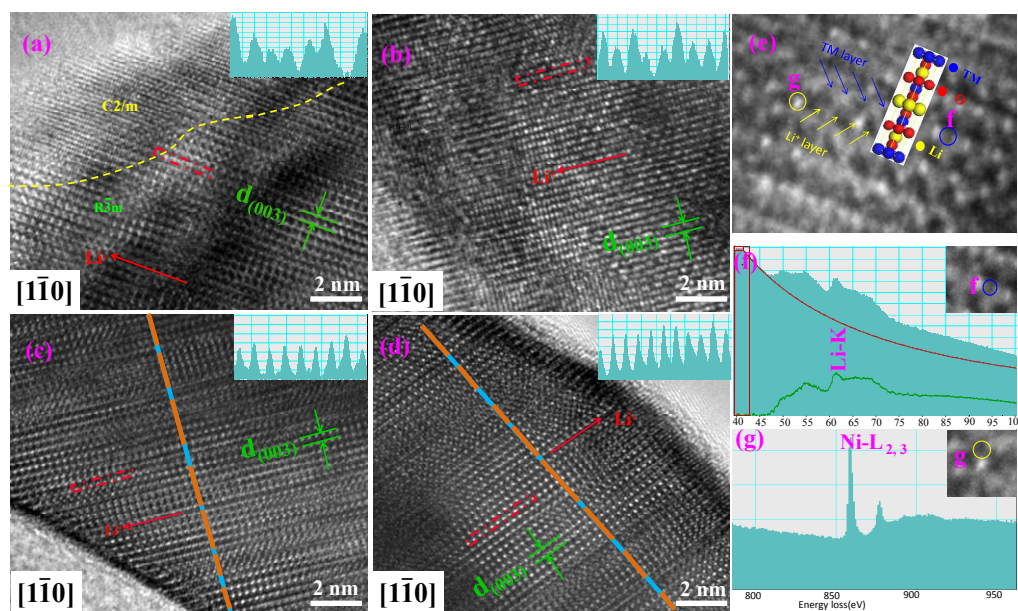 (a)
C2/m
R3̄m
d(003)
Li
[11̄0]
2 nm
(b)
Li
d(003)
[11̄0]
2 nm
(e)
TM layer
TM
O
g
f
Li⁺ layer
Li
(c)
d(003)
Li
[11̄0]
2 nm
(d)
Li
d(003)
[11̄0]
2 nm
(f)
f
Li-K
40 45 50 55 60 65 70 75 80 85 90 95 100
(g)
Ni-L2, 3
g
800 850 900 950
Energy loss(eV)